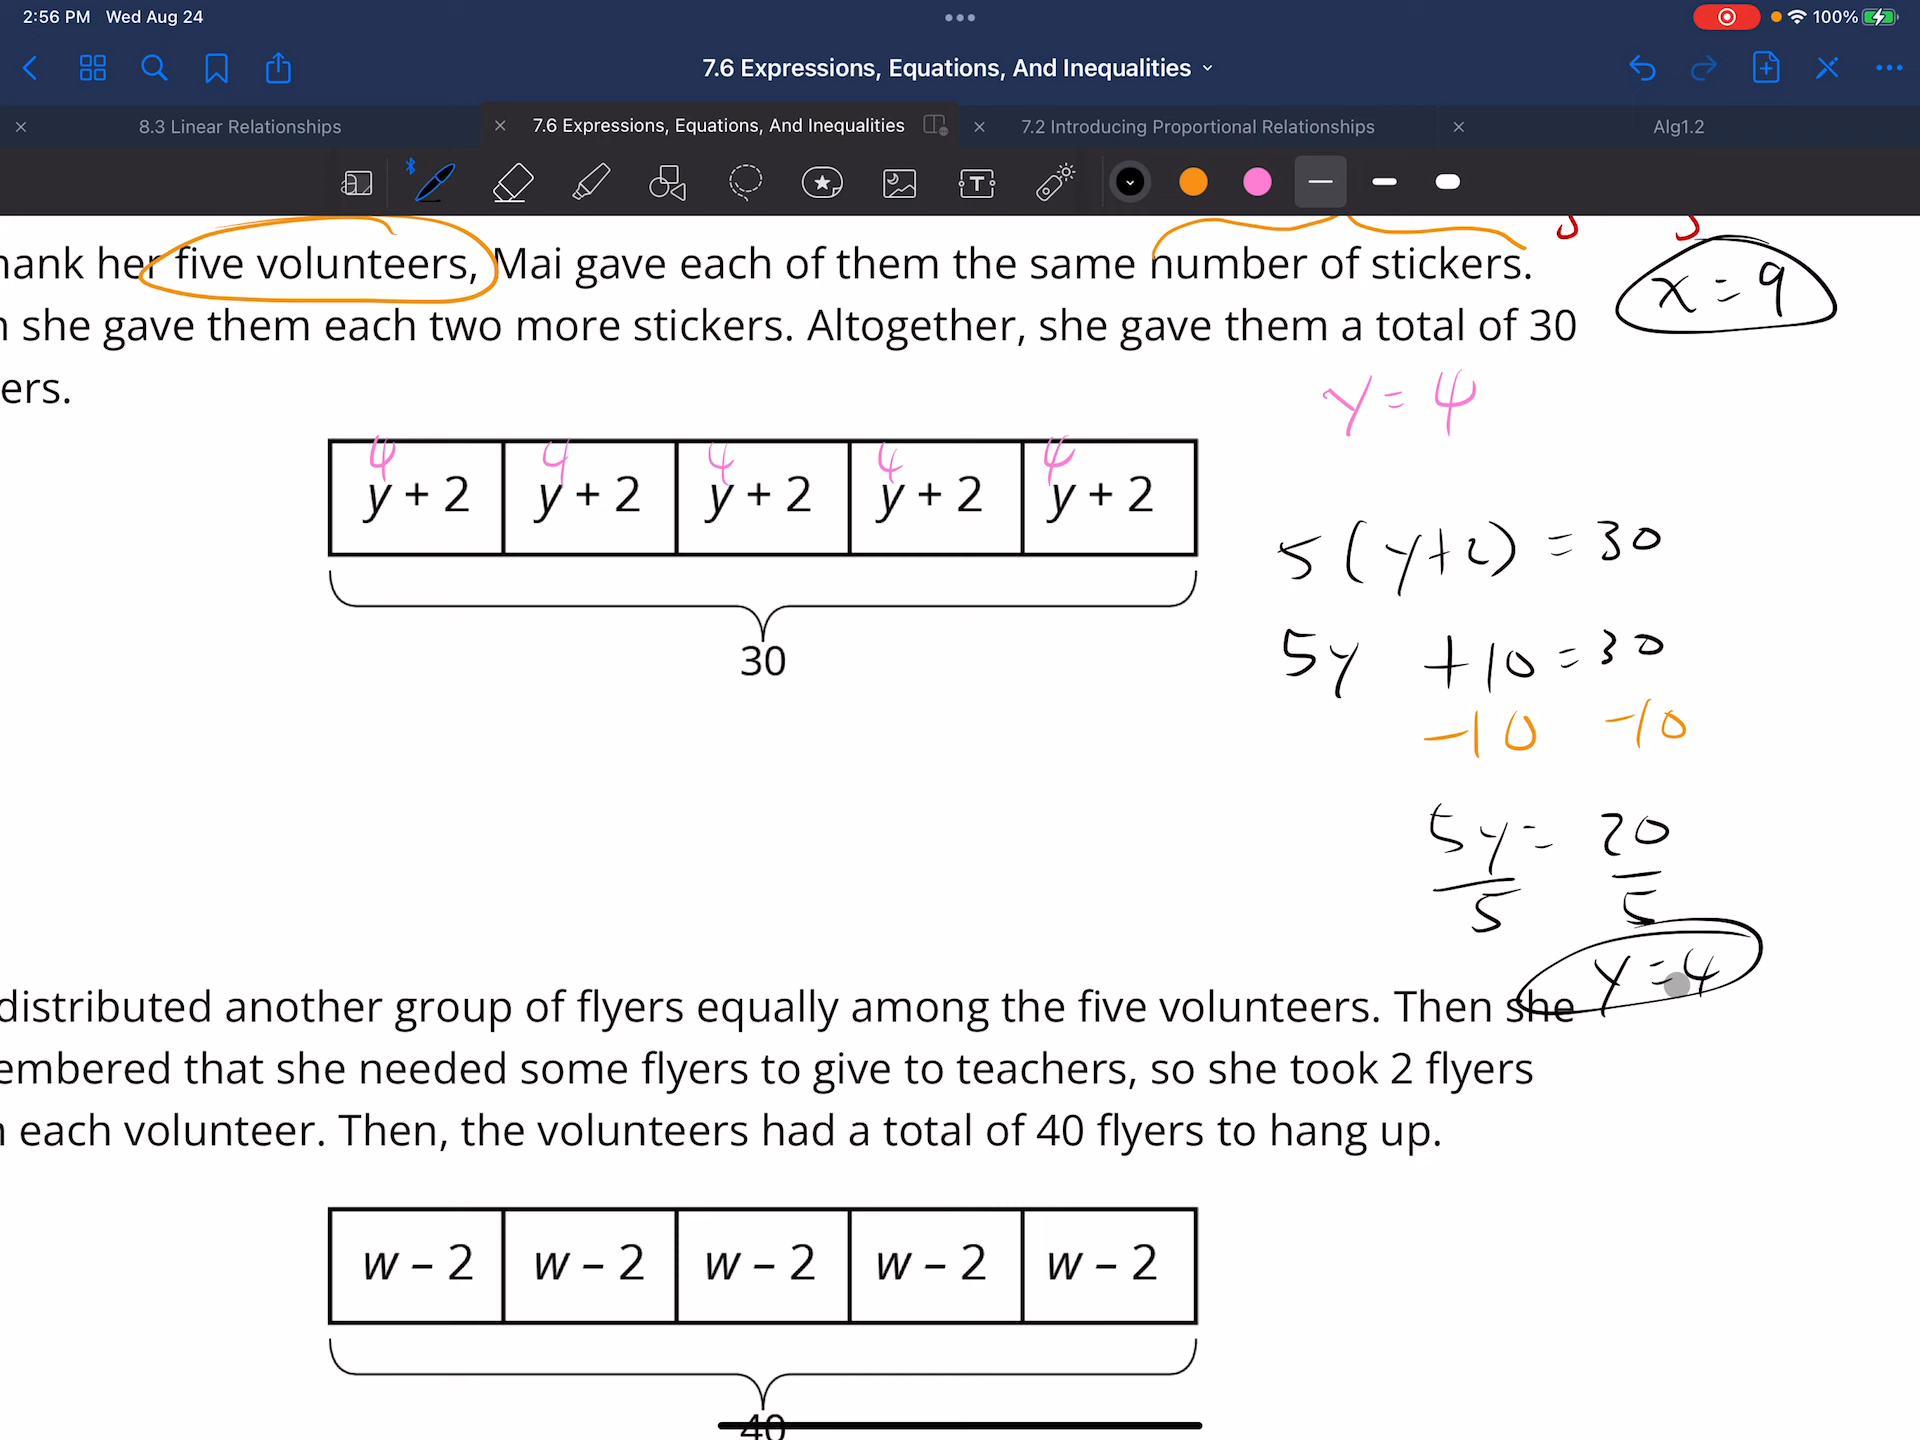 2:56 PM Wed Aug 24
100%
7.6 Expressions, Equations, And Inequalities
8.3 Linear Relationships
7.6 Expressions, Equations, And Inequalities
7.2 Introducing Proportional Relationships
Alg1.2
hank her five volunteers, Mai gave each of them the same number of stickers.
x = 9
she gave them each two more stickers. Altogether, she gave them a total of 30
ers.
y = 4
4 4 4 4 4
y + 2 y + 2 y + 2 y + 2 y + 2
5(y+2) = 30
30
5y +10 = 30
-10 -10
5y = 20
5 5
y = 4
distributed another group of flyers equally among the five volunteers. Then she
embered that she needed some flyers to give to teachers, so she took 2 flyers
each volunteer. Then, the volunteers had a total of 40 flyers to hang up.
w – 2 w – 2 w – 2 w – 2 w – 2
40